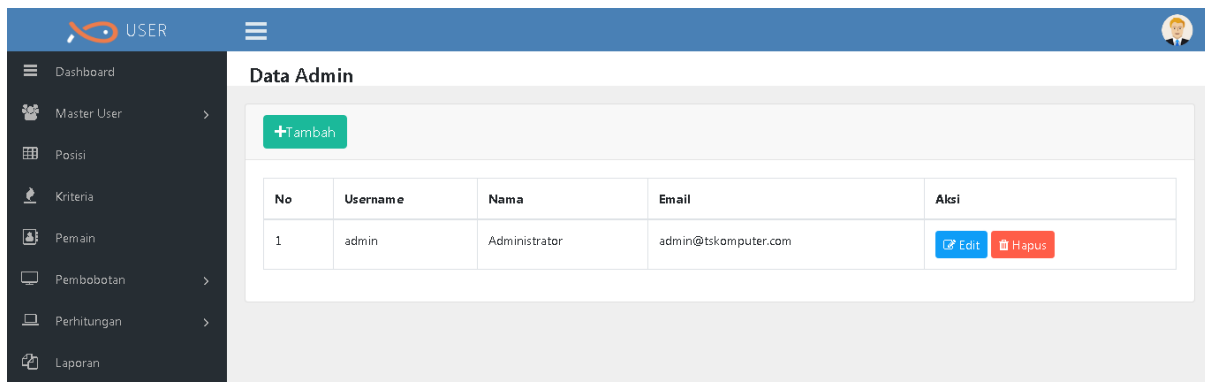 USER
Dashboard
Master User
Posisi
Kriteria
Pemain
Pembobotan
Perhitungan
Laporan
Data Admin
Tambah
No Username Nama Email Aksi
1 admin Administrator admin@tskomputer.com Edit Hapus